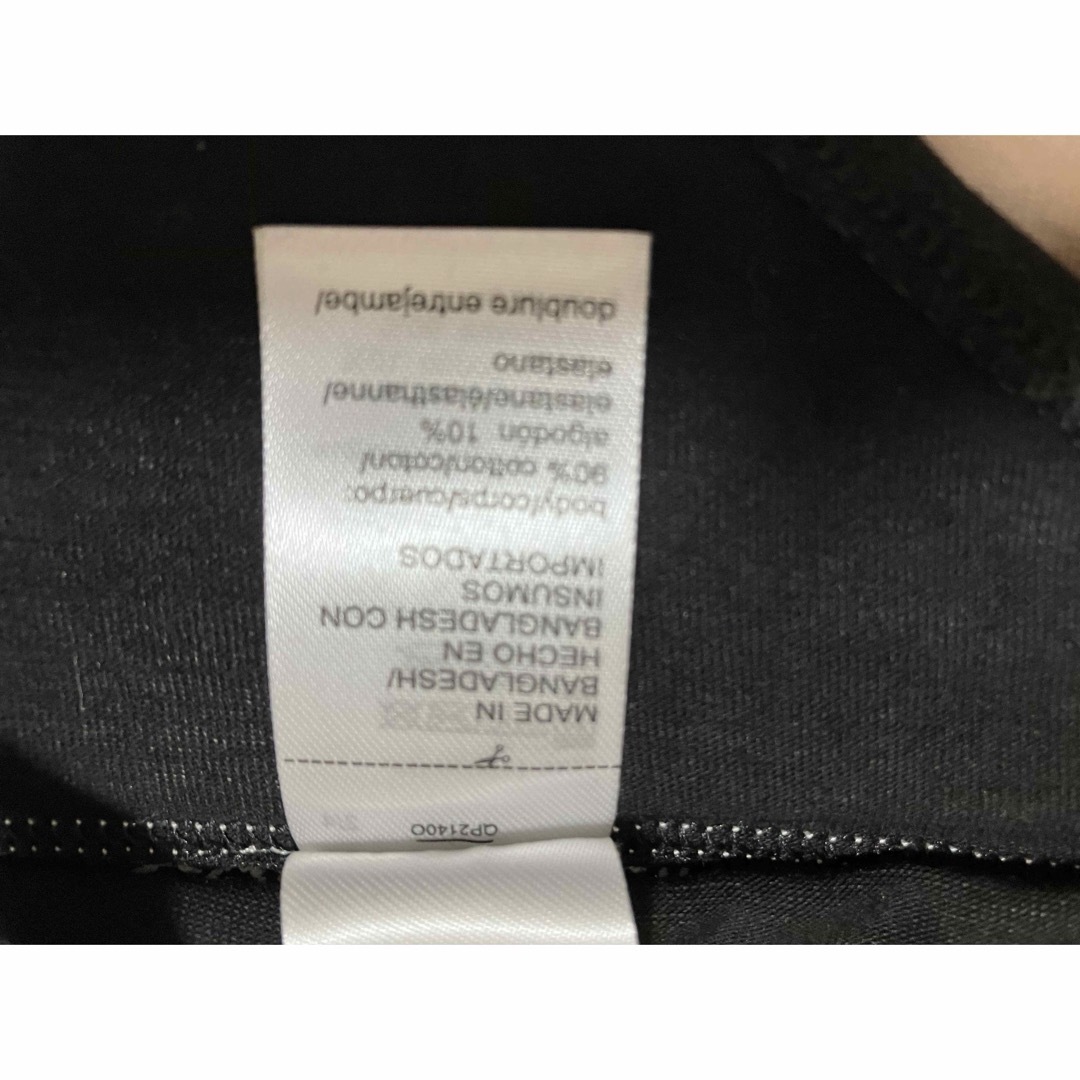 QP2140O
MADE IN
BANGLADESH/
HECHO EN
BANGLADESH CON
INSUMOS
IMPORTADOS
body/corps/cuerpo:
90% cotton/coton/
algodón 10%
elastane/élasthanne/
elastano
doublure entrejambe/